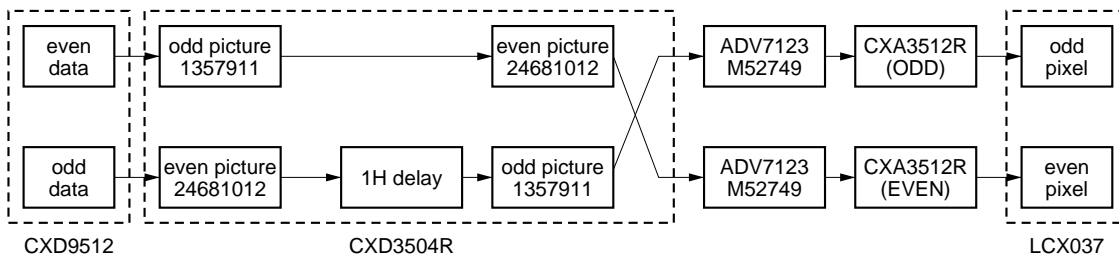 even
data
odd picture
1357911
even picture
24681012
ADV7123
M52749
CXA3512R
(ODD)
odd
pixel
odd
data
even picture
24681012
1H delay
odd picture
1357911
ADV7123
M52749
CXA3512R
(EVEN)
even
pixel
CXD9512
CXD3504R
LCX037